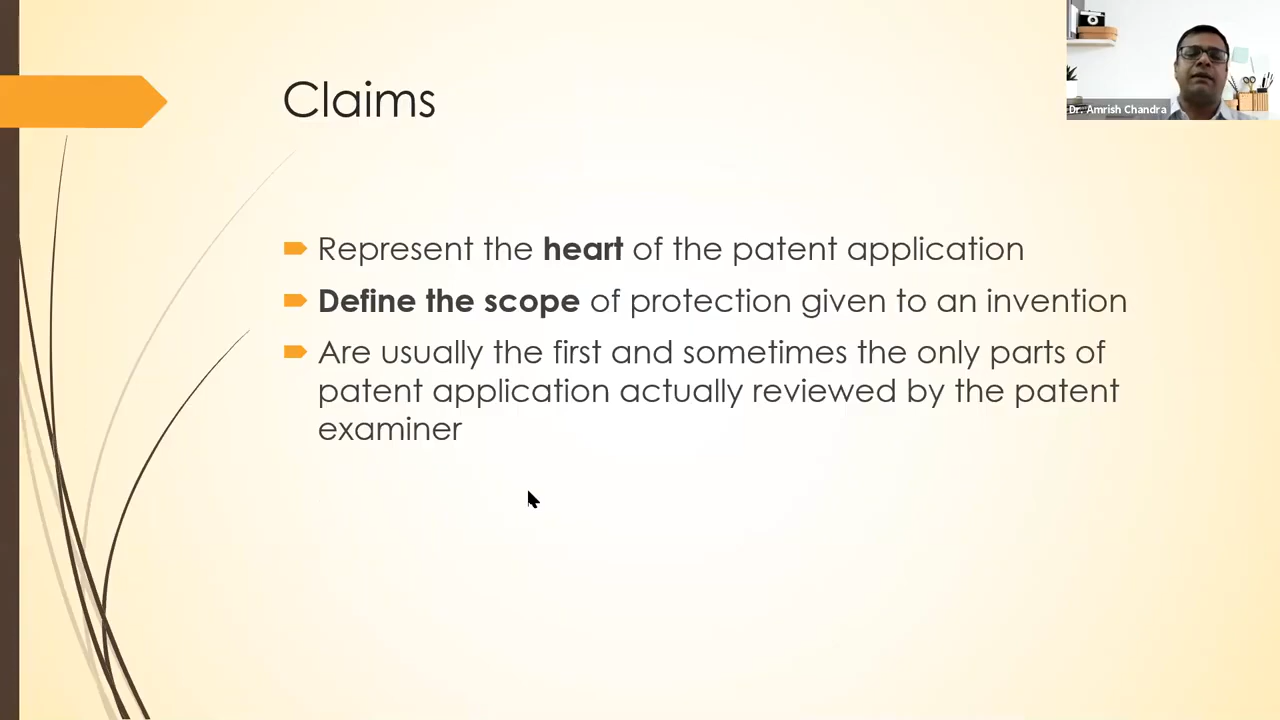 Dr. Amrish Chandra
Claims
Represent the heart of the patent application
Define the scope of protection given to an invention
Are usually the first and sometimes the only parts of
patent application actually reviewed by the patent
examiner